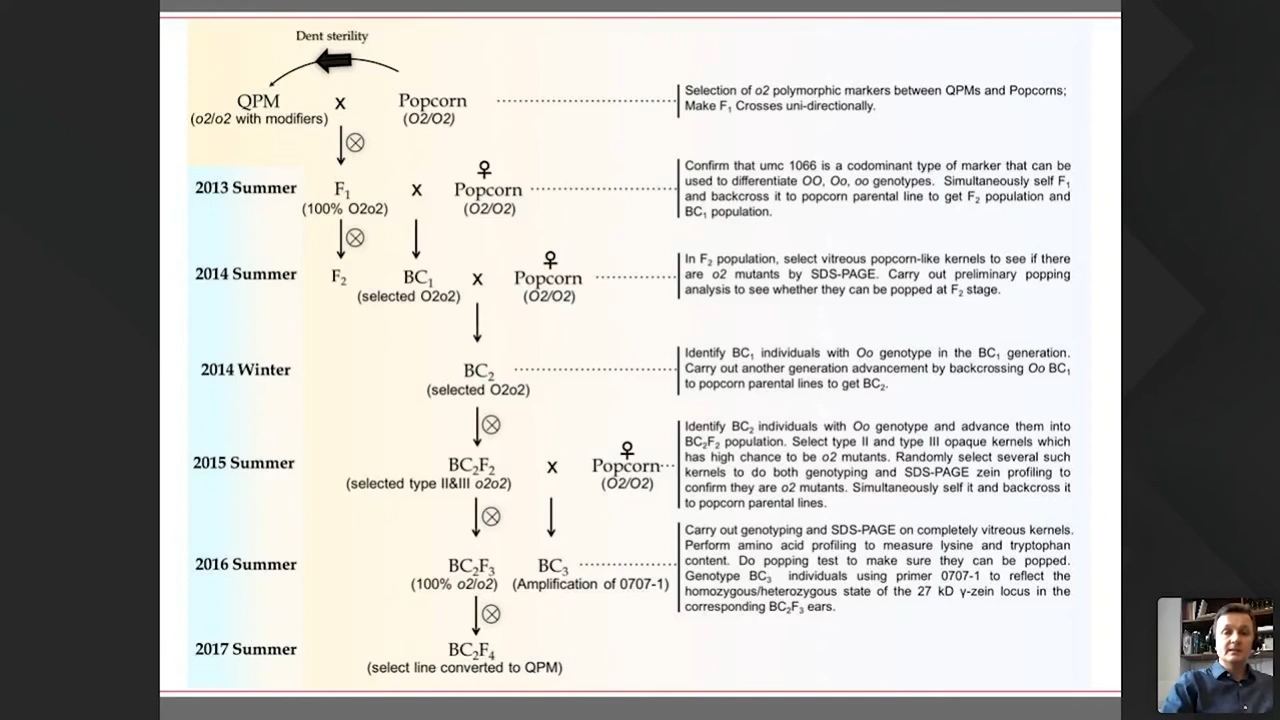 Dent sterility
QPM x Popcorn
(o2/o2 with modifiers) (O2/O2)
Selection of o2 polymorphic markers between QPMs and Popcorns;
Make F₁ Crosses uni-directionally.
2013 Summer F₁ x ♀ Popcorn
(100% O2o2) (O2/O2)
Confirm that umc 1066 is a codominant type of marker that can be
used to differentiate OO, Oo, oo genotypes. Simultaneously self F₁
and backcross it to popcorn parental line to get F₂ population and
BC₁ population.
2014 Summer F₂ BC₁ x ♀ Popcorn
(selected O2o2) (O2/O2)
In F₂ population, select vitreous popcorn-like kernels to see if there
are o2 mutants by SDS-PAGE. Carry out preliminary popping
analysis to see whether they can be popped at F₂ stage.
2014 Winter BC₂
(selected O2o2)
Identify BC₁ individuals with Oo genotype in the BC₁ generation.
Carry out another generation advancement by backcrossing Oo BC₁
to popcorn parental lines to get BC₂.
2015 Summer BC₂F₂ x ♀ Popcorn
(selected type II&III o2o2) (O2/O2)
Identify BC₂ individuals with Oo genotype and advance them into
BC₂F₂ population. Select type II and type III opaque kernels which
has high chance to be o2 mutants. Randomly select several such
kernels to do both genotyping and SDS-PAGE zein profiling to
confirm they are o2 mutants. Simultaneously self it and backcross it
to popcorn parental lines.
2016 Summer BC₂F₃ BC₃
(100% o2/o2) (Amplification of 0707-1)
Carry out genotyping and SDS-PAGE on completely vitreous kernels.
Perform amino acid profiling to measure lysine and tryptophan
content. Do popping test to make sure they can be popped.
Genotype BC₃ individuals using primer 0707-1 to reflect the
homozygous/heterozygous state of the 27 kD γ-zein locus in the
corresponding BC₂F₃ ears.
2017 Summer BC₂F₄
(select line converted to QPM)